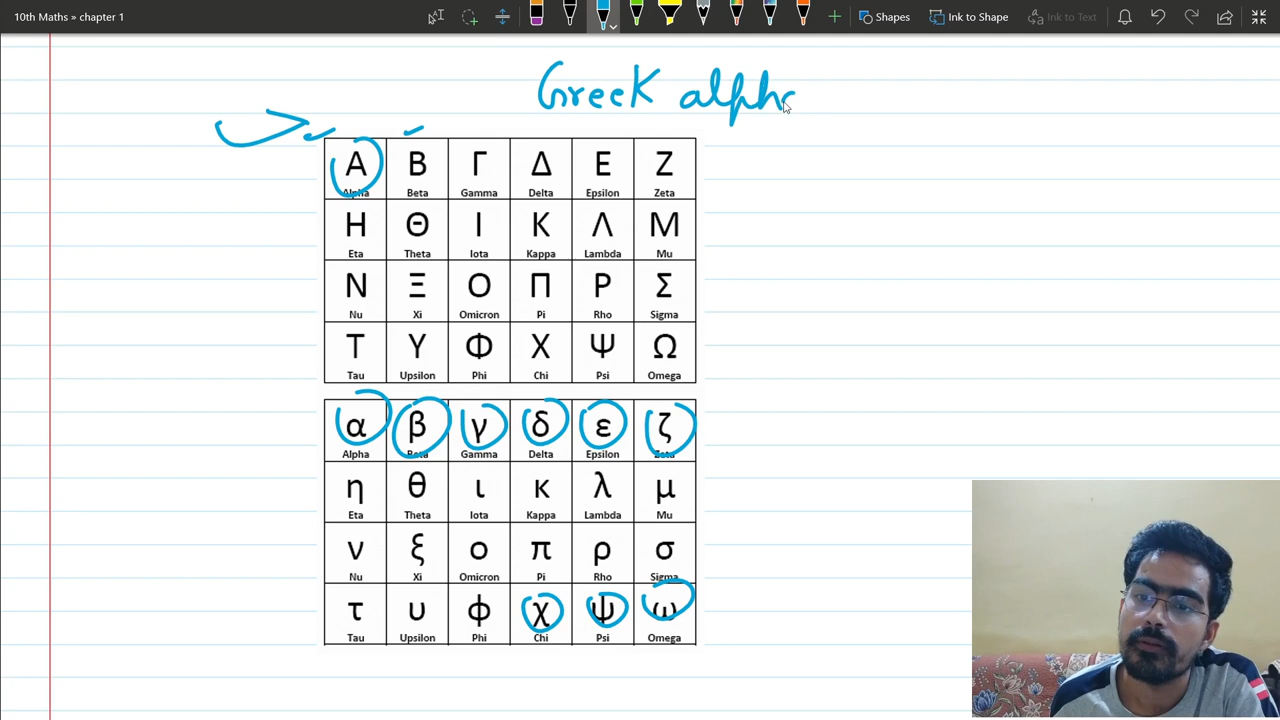 10th Maths » chapter 1
Shapes
Ink to Shape
Ink to Text
Greek alpha
Α Β Γ Δ Ε Ζ
Alpha Beta Gamma Delta Epsilon Zeta
Η Θ Ι Κ Λ Μ
Eta Theta Iota Kappa Lambda Mu
Ν Ξ Ο Π Ρ Σ
Nu Xi Omicron Pi Rho Sigma
Τ Υ Φ Χ Ψ Ω
Tau Upsilon Phi Chi Psi Omega
α β γ δ ε ζ
Alpha Beta Gamma Delta Epsilon Zeta
η θ ι κ λ μ
Eta Theta Iota Kappa Lambda Mu
ν ξ ο π ρ σ
Nu Xi Omicron Pi Rho Sigma
τ υ φ χ ψ ω
Tau Upsilon Phi Chi Psi Omega